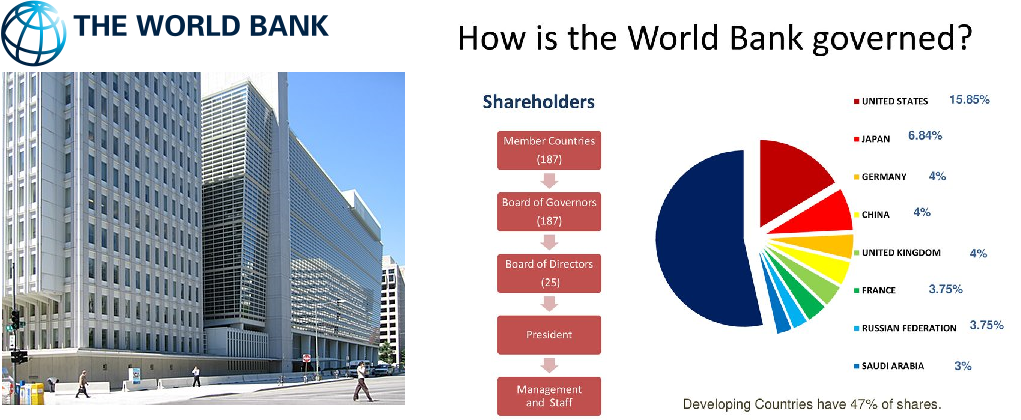 THE WORLD BANK
How is the World Bank governed?
Shareholders
Member Countries
(187)
Board of Governors
(187)
Board of Directors
(25)
President
Management
and Staff
UNITED STATES 15.85%
JAPAN 6.84%
GERMANY 4%
CHINA 4%
UNITED KINGDOM 4%
FRANCE 3.75%
RUSSIAN FEDERATION 3.75%
SAUDI ARABIA 3%
Developing Countries have 47% of shares.